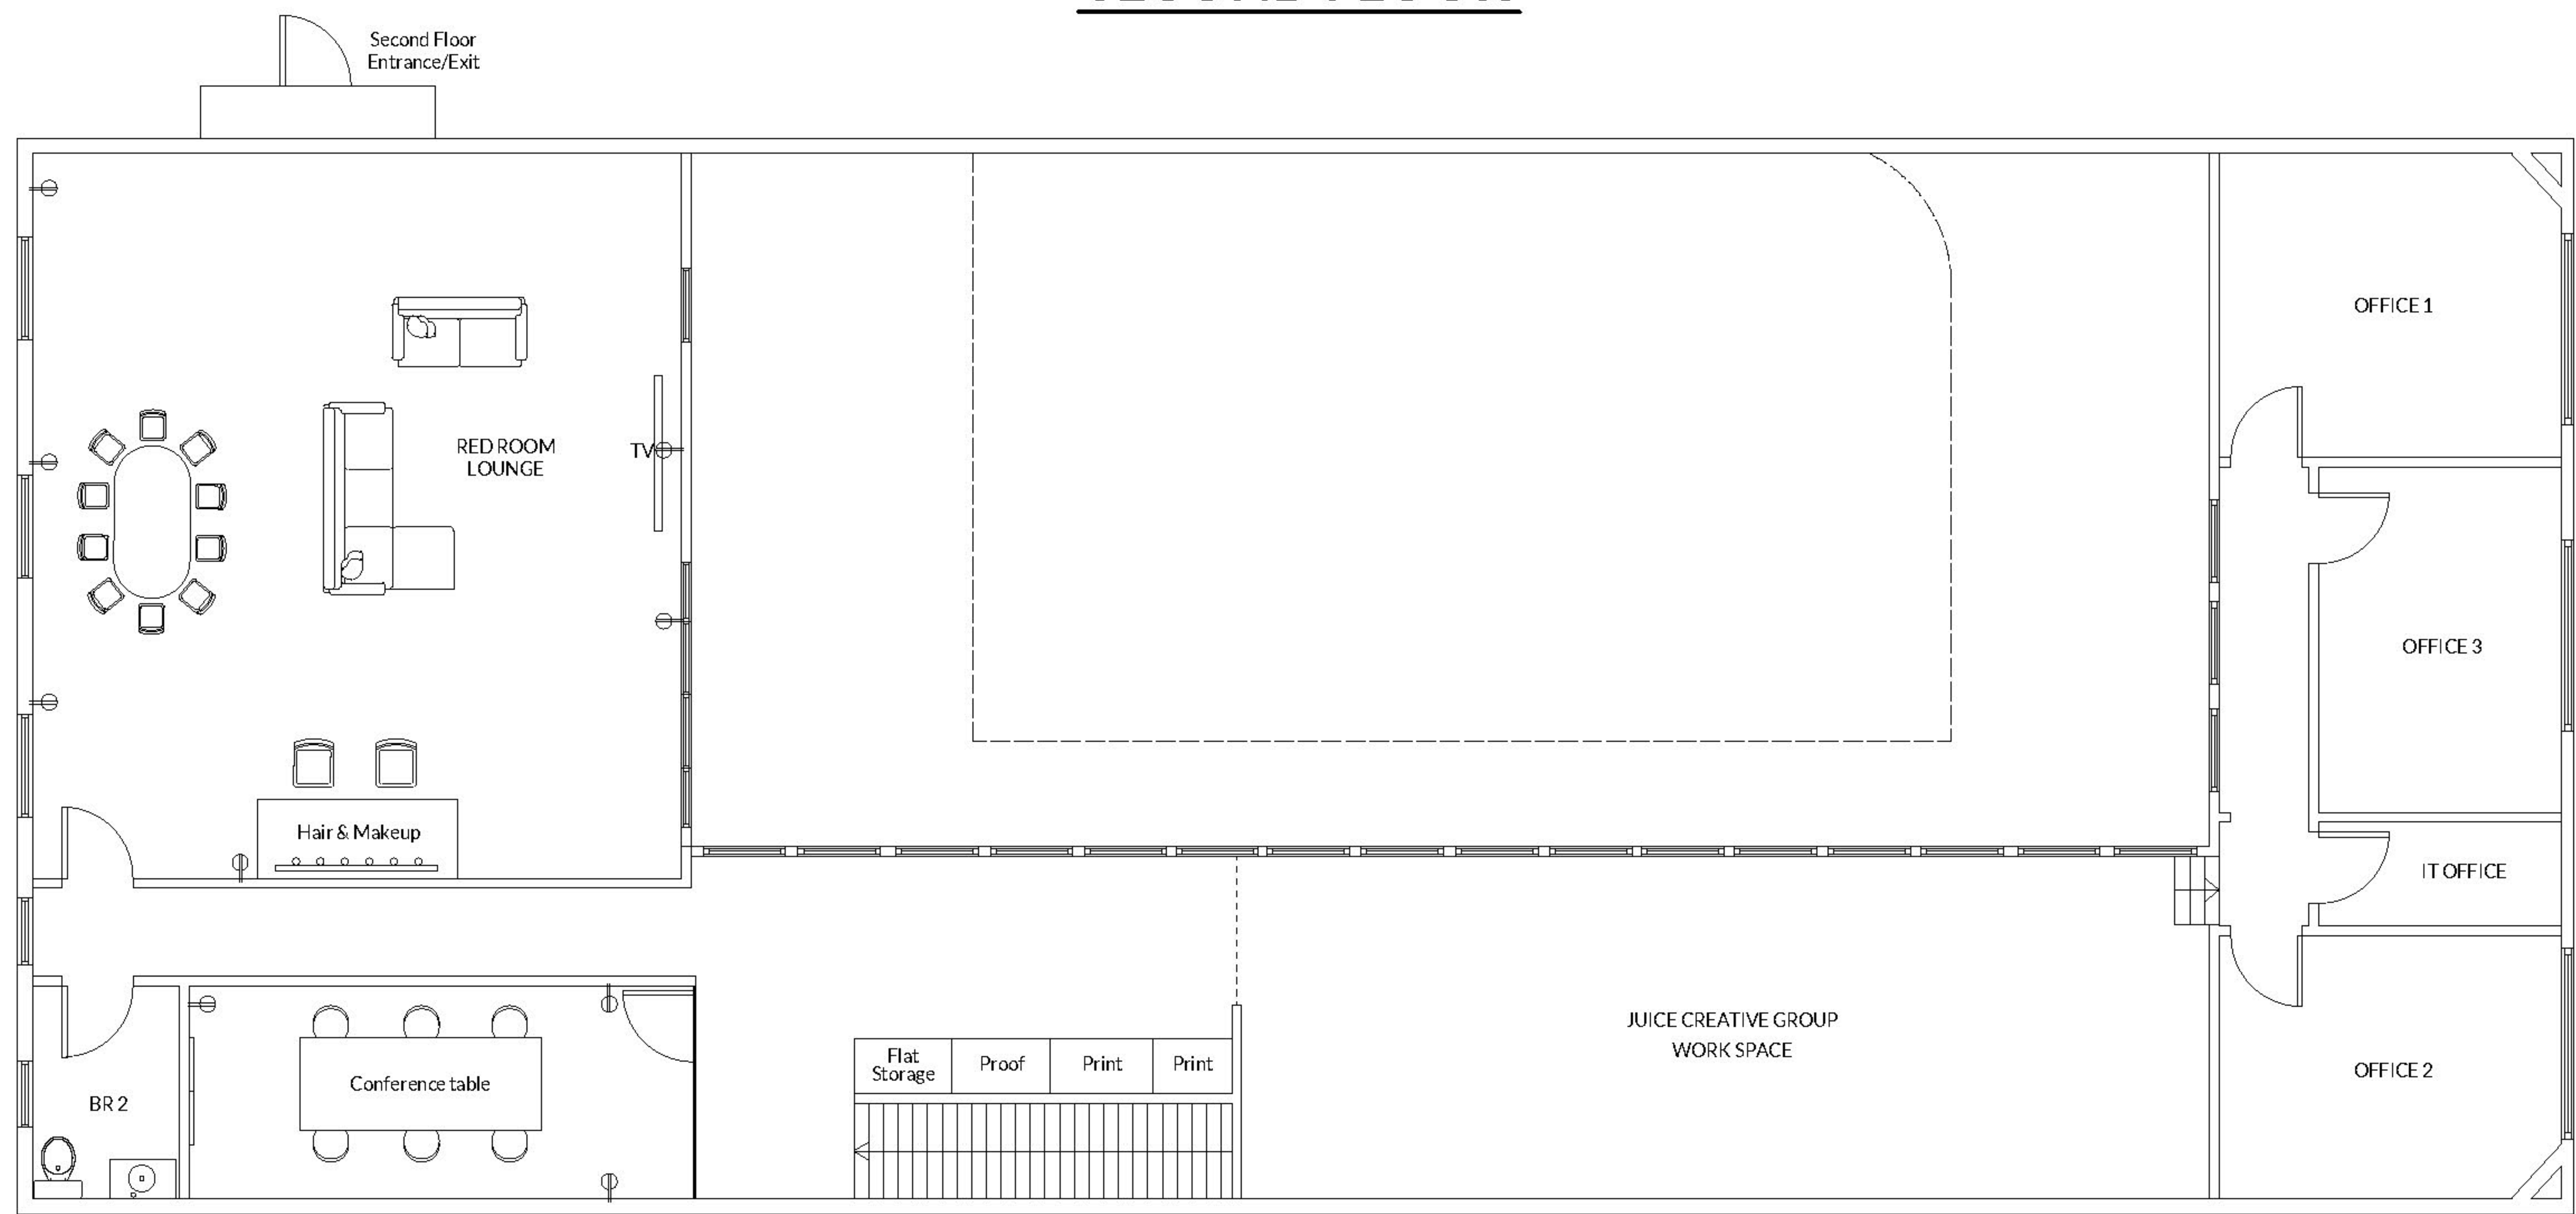 Second Floor
Entrance/Exit
OFFICE 1
RED ROOM
LOUNGE
TV
OFFICE 3
Hair & Makeup
IT OFFICE
JUICE CREATIVE GROUP
WORK SPACE
Flat
Storage
Proof
Print
Print
Conference table
BR 2
OFFICE 2